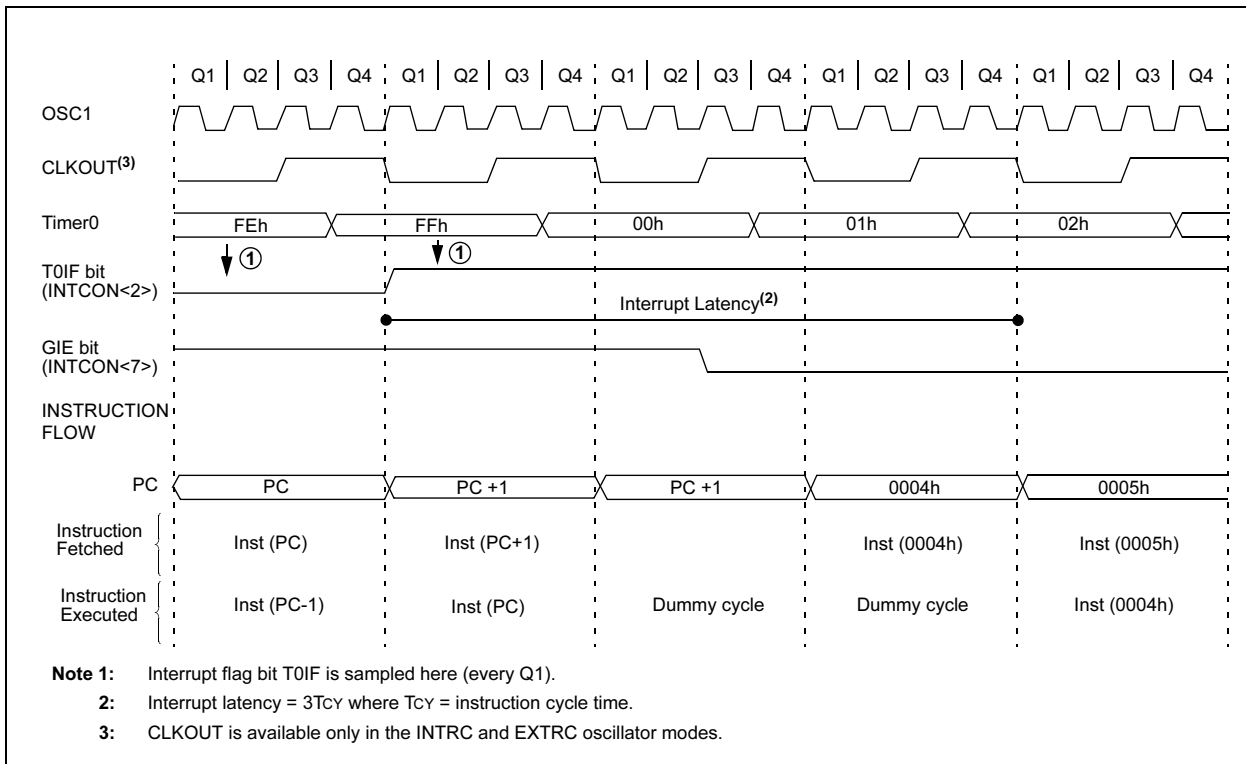 Q1 Q2 Q3 Q4 Q1 Q2 Q3 Q4 Q1 Q2 Q3 Q4 Q1 Q2 Q3 Q4 Q1 Q2 Q3 Q4
OSC1
CLKOUT(3)
Timer0 FEh FFh 00h 01h 02h
1 1
T0IF bit
(INTCON<2>)
Interrupt Latency(2)
GIE bit
(INTCON<7>)
INSTRUCTION
FLOW
PC PC PC +1 PC +1 0004h 0005h
Instruction
Fetched
Inst (PC) Inst (PC+1) Inst (0004h) Inst (0005h)
Instruction
Executed
Inst (PC-1) Inst (PC) Dummy cycle Dummy cycle Inst (0004h)
Note 1: Interrupt flag bit T0IF is sampled here (every Q1).
2: Interrupt latency = 3TCY where TCY = instruction cycle time.
3: CLKOUT is available only in the INTRC and EXTRC oscillator modes.